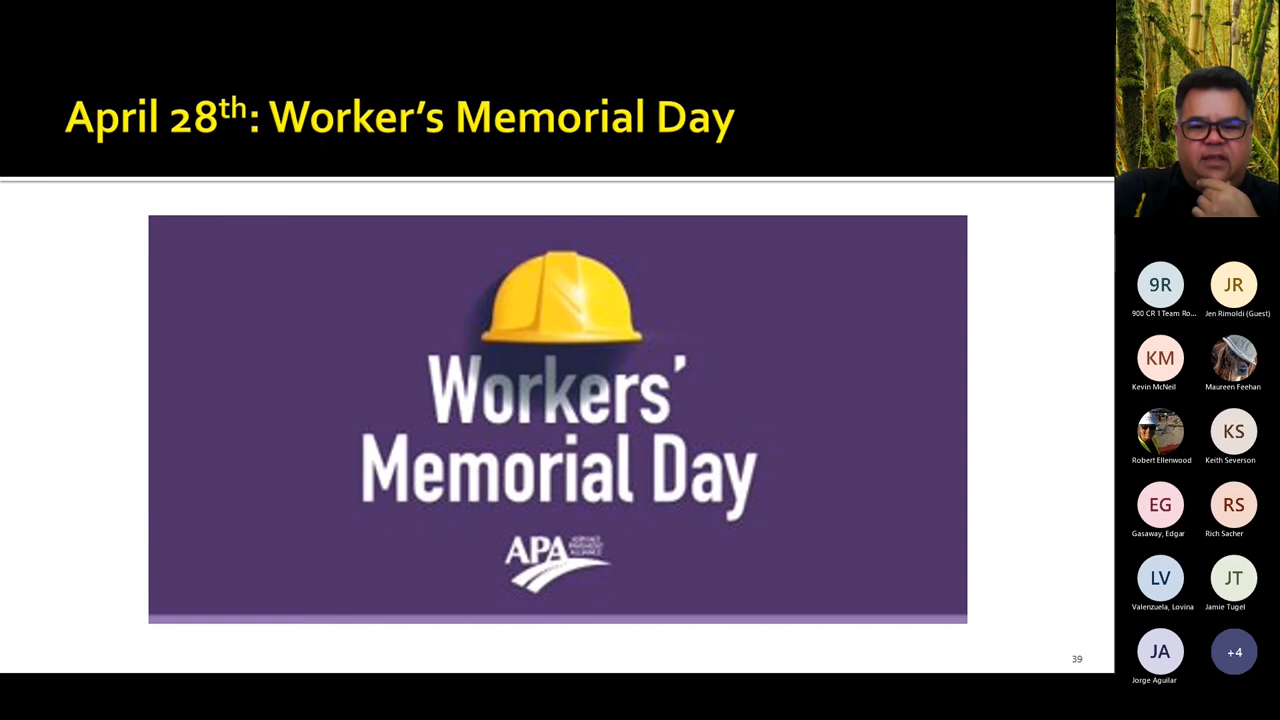 April 28th: Worker's Memorial Day
Workers'
Memorial Day
APA
39
9R
900 CR 1 Team Ro...
JR
Jen Rimoldi (Guest)
KM
Kevin McNeil
Maureen Feehan
Robert Ellenwood
KS
Keith Severson
EG
Gasaway, Edgar
RS
Rich Sacher
LV
Valenzuela, Lovina
JT
Jamie Tugel
JA
Jorge Aguilar
+4